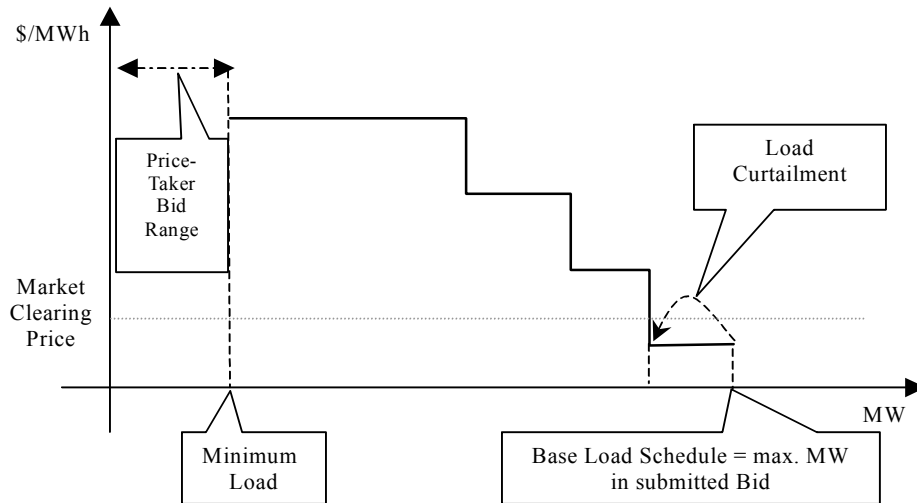 $/MWh
Price-
Taker
Bid
Range
Load
Curtailment
Market
Clearing
Price
MW
Minimum
Load
Base Load Schedule = max. MW
in submitted Bid